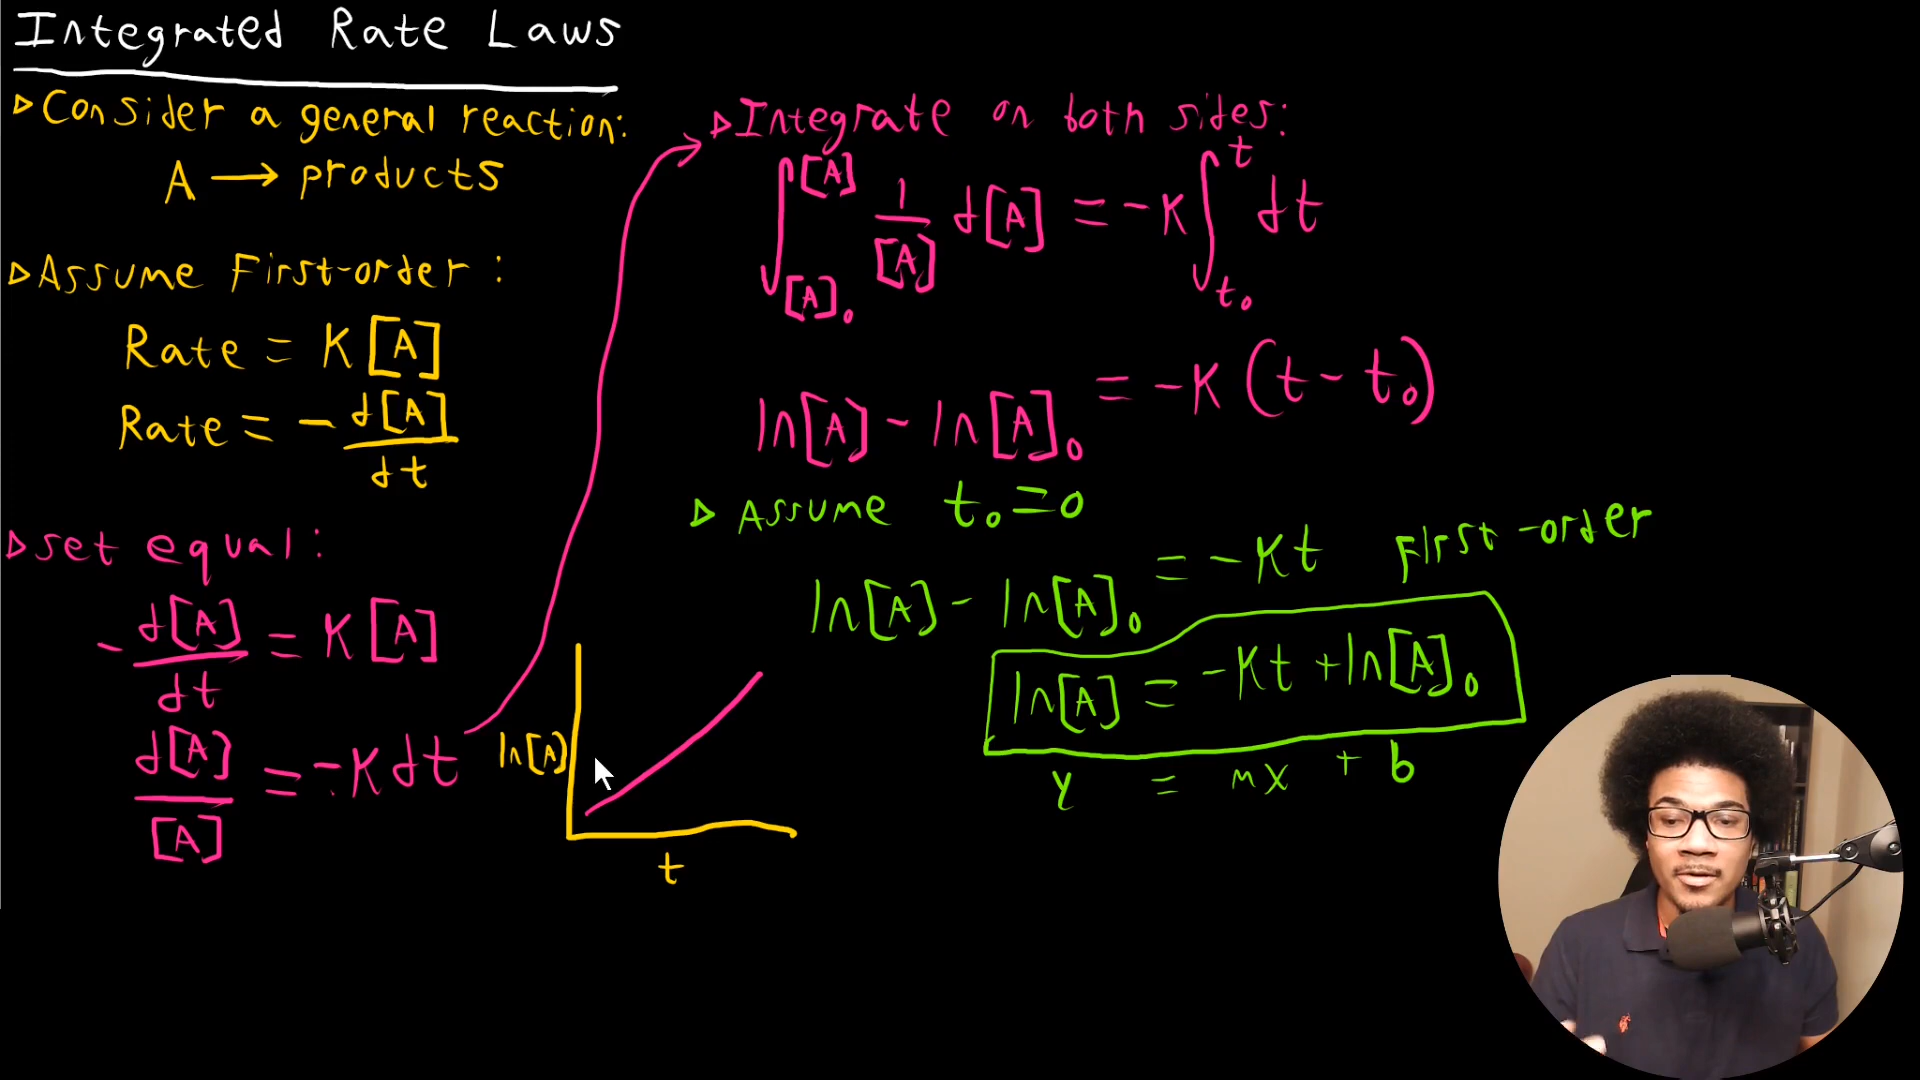 Integrated Rate Laws
▷Consider a general reaction:
A ⟶ products
▷Assume First-order:
Rate = K[A]
Rate = - d[A]/dt
▷set equal:
- d[A]/dt = K[A]
d[A]/[A] = -Kdt
▷Integrate on both sides:
∫_[A]₀^[A] 1/[A] d[A] = -K ∫_t₀^t dt
ln[A] - ln[A]₀ = -K(t - t₀)
▷ Assume t₀=0
ln[A] - ln[A]₀ = -Kt First-order
ln[A] = -Kt + ln[A]₀
y = mx + b
ln[A]
t